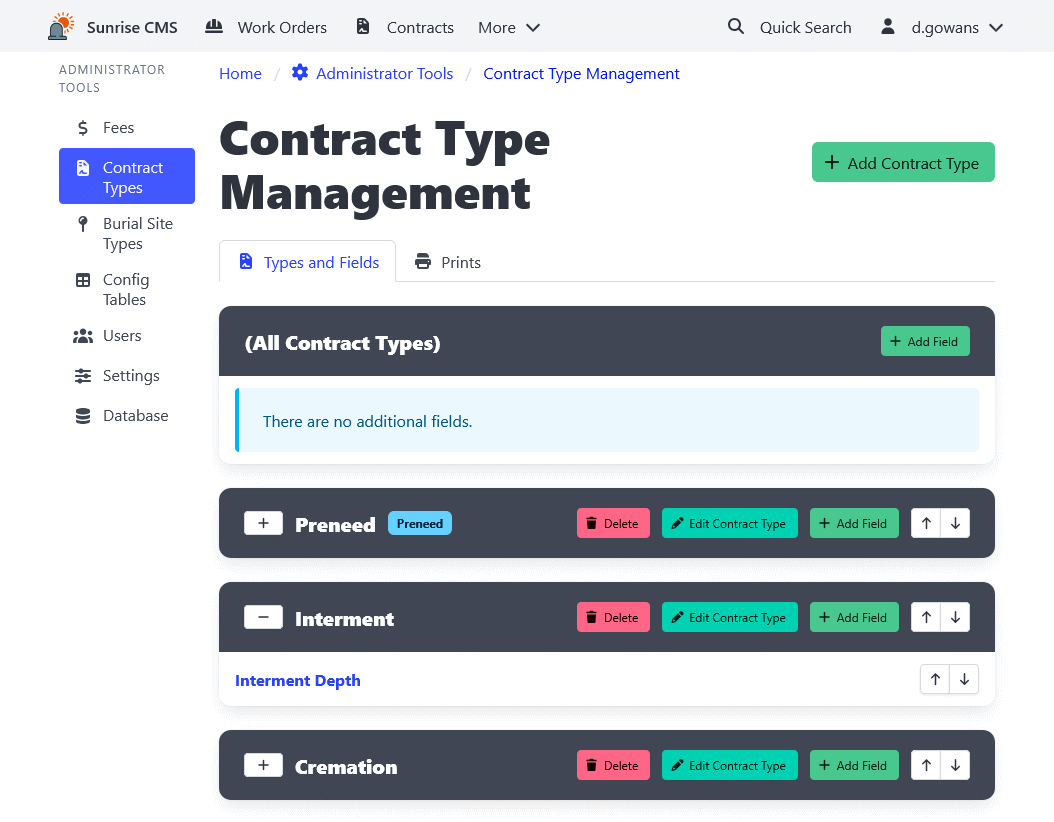 Sunrise CMS Work Orders Contracts More Quick Search d.gowans
ADMINISTRATOR
TOOLS
Fees
Contract
Types
Burial Site
Types
Config
Tables
Users
Settings
Database
Home / Administrator Tools / Contract Type Management
Contract Type
Management
Add Contract Type
Types and Fields Prints
(All Contract Types) Add Field
There are no additional fields.
Preneed Preneed Delete Edit Contract Type Add Field
Interment Delete Edit Contract Type Add Field
Interment Depth
Cremation Delete Edit Contract Type Add Field